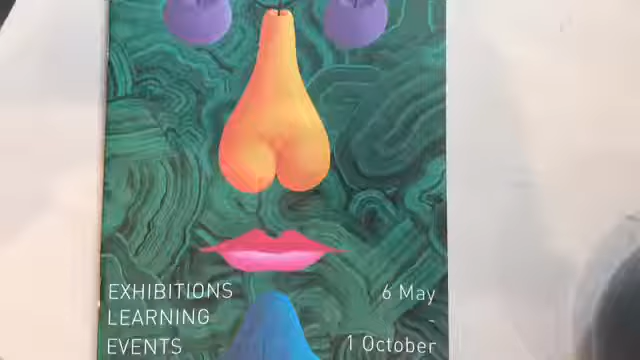 EXHIBITIONS
LEARNING
EVENTS
6 May
-
1 October